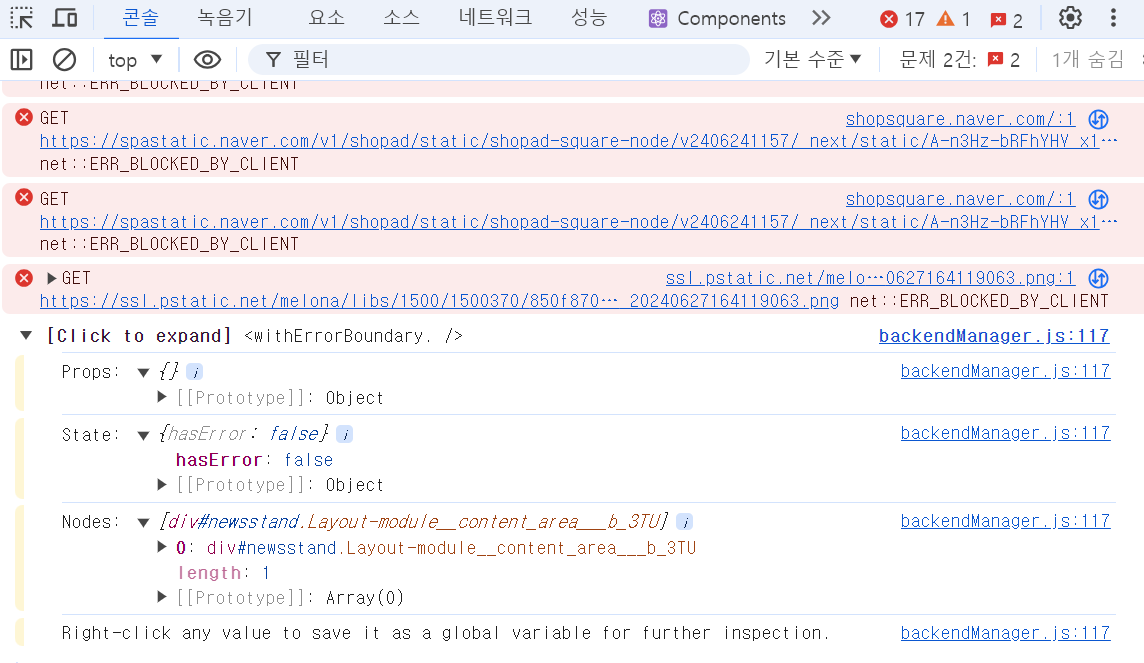 콘솔 녹음기 요소 소스 네트워크 성능 Components 17 1 2
top 필터 기본 수준 문제 2건: 2 1개 숨김
net::ERR_BLOCKED_BY_CLIENT
GET shopsquare.naver.com/:1
https://spastatic.naver.com/v1/shopad/static/shopad-square-node/v2406241157/_next/static/A-n3Hz-bRFhYHV_x1…
net::ERR_BLOCKED_BY_CLIENT
GET shopsquare.naver.com/:1
https://spastatic.naver.com/v1/shopad/static/shopad-square-node/v2406241157/_next/static/A-n3Hz-bRFhYHV_x1…
net::ERR_BLOCKED_BY_CLIENT
GET ssl.pstatic.net/melo…0627164119063.png:1
https://ssl.pstatic.net/melona/libs/1500/1500370/850f870…_20240627164119063.png net::ERR_BLOCKED_BY_CLIENT
[Click to expand] <withErrorBoundary. /> backendManager.js:117
Props: {} i backendManager.js:117
[[Prototype]]: Object
State: {hasError: false} i backendManager.js:117
hasError: false
[[Prototype]]: Object
Nodes: [div#newsstand.Layout-module__content_area___b_3TU] i backendManager.js:117
0: div#newsstand.Layout-module__content_area___b_3TU
length: 1
[[Prototype]]: Array(0)
Right-click any value to save it as a global variable for further inspection. backendManager.js:117